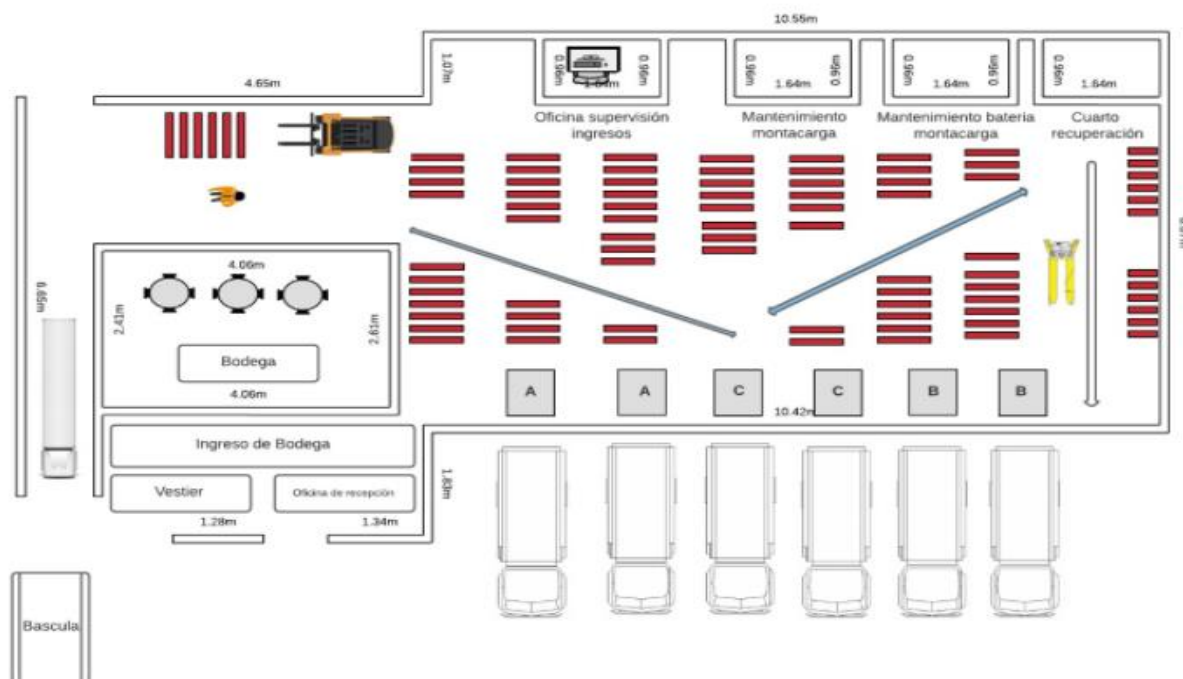 10.55m
4.65m
1.07m
0.96m
0.96m
0.96m
1.64m
0.96m
0.96m
1.64m
0.96m
0.96m
1.64m
Oficina supervisión
ingresos
Mantenimiento
montacarga
Mantenimiento bateria
montacarga
Cuarto
recuperación
4.06m
6.65m
2.41m
2.61m
Bodega
4.06m
A
A
C
C
B
B
10.42m
Ingreso de Bodega
Vestier
Oficina de recepción
1.83m
1.28m
1.34m
Bascula